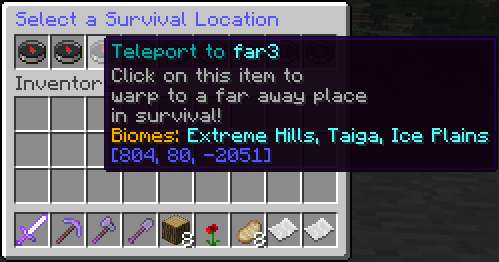 Select a Survival Location
Teleport to far3
Inventor
Click on this item to
warp to a far away place
in survival!
Biomes: Extreme Hills, Taiga, Ice Plains
[804, 80, -2051]
8
8